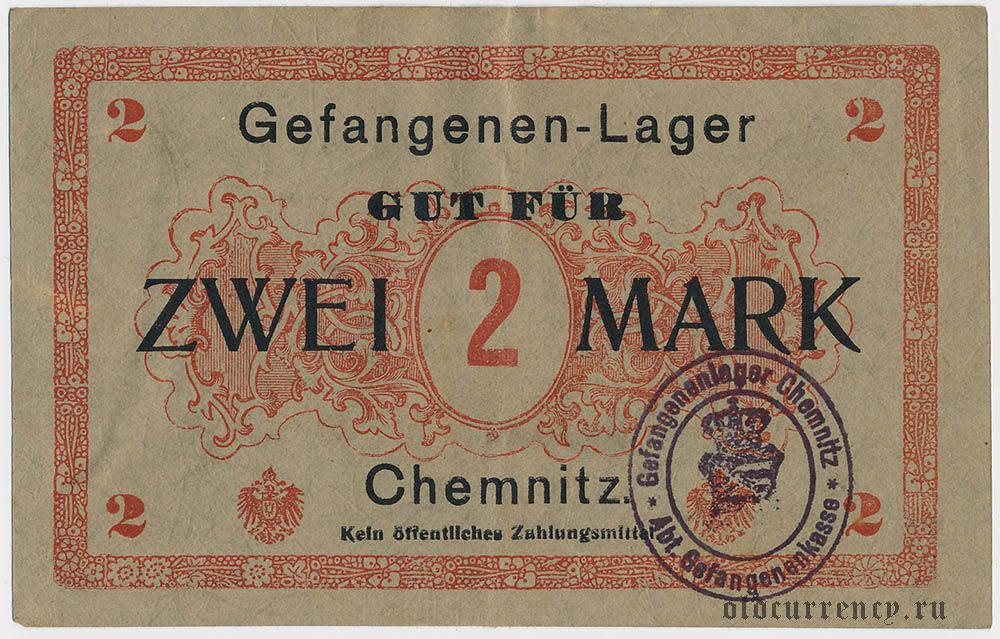 2 Gefangenen-Lager 2
GUT FÜR
ZWEI 2 MARK
Chemnitz.
2 Kein öffentliches Zahlungsmittel 2
Gefangenenlager Chemnitz
* Abt. Gefangenenkasse *
oldcurrency.ru